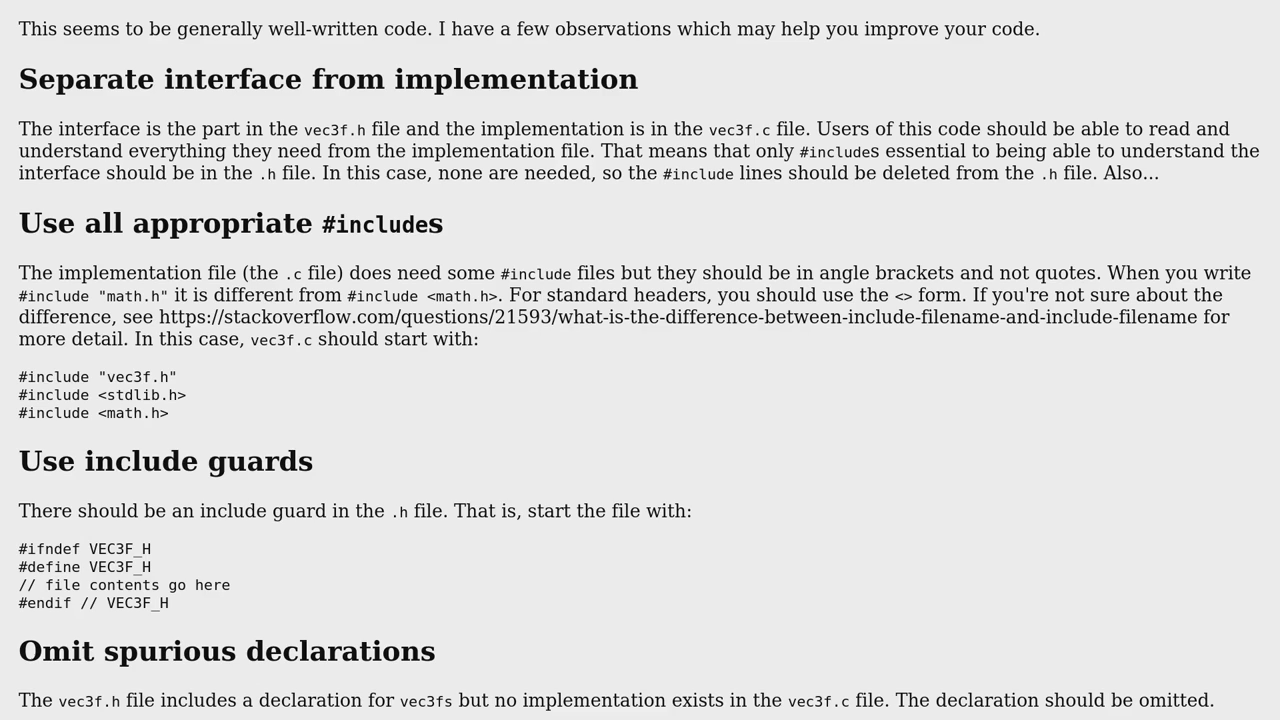 This seems to be generally well-written code. I have a few observations which may help you improve your code.
Separate interface from implementation
The interface is the part in the vec3f.h file and the implementation is in the vec3f.c file. Users of this code should be able to read and
understand everything they need from the implementation file. That means that only #includes essential to being able to understand the
interface should be in the .h file. In this case, none are needed, so the #include lines should be deleted from the .h file. Also...
Use all appropriate #includes
The implementation file (the .c file) does need some #include files but they should be in angle brackets and not quotes. When you write
#include "math.h" it is different from #include <math.h>. For standard headers, you should use the <> form. If you're not sure about the
difference, see https://stackoverflow.com/questions/21593/what-is-the-difference-between-include-filename-and-include-filename for
more detail. In this case, vec3f.c should start with:
#include "vec3f.h"
#include <stdlib.h>
#include <math.h>
Use include guards
There should be an include guard in the .h file. That is, start the file with:
#ifndef VEC3F_H
#define VEC3F_H
// file contents go here
#endif // VEC3F_H
Omit spurious declarations
The vec3f.h file includes a declaration for vec3fs but no implementation exists in the vec3f.c file. The declaration should be omitted.